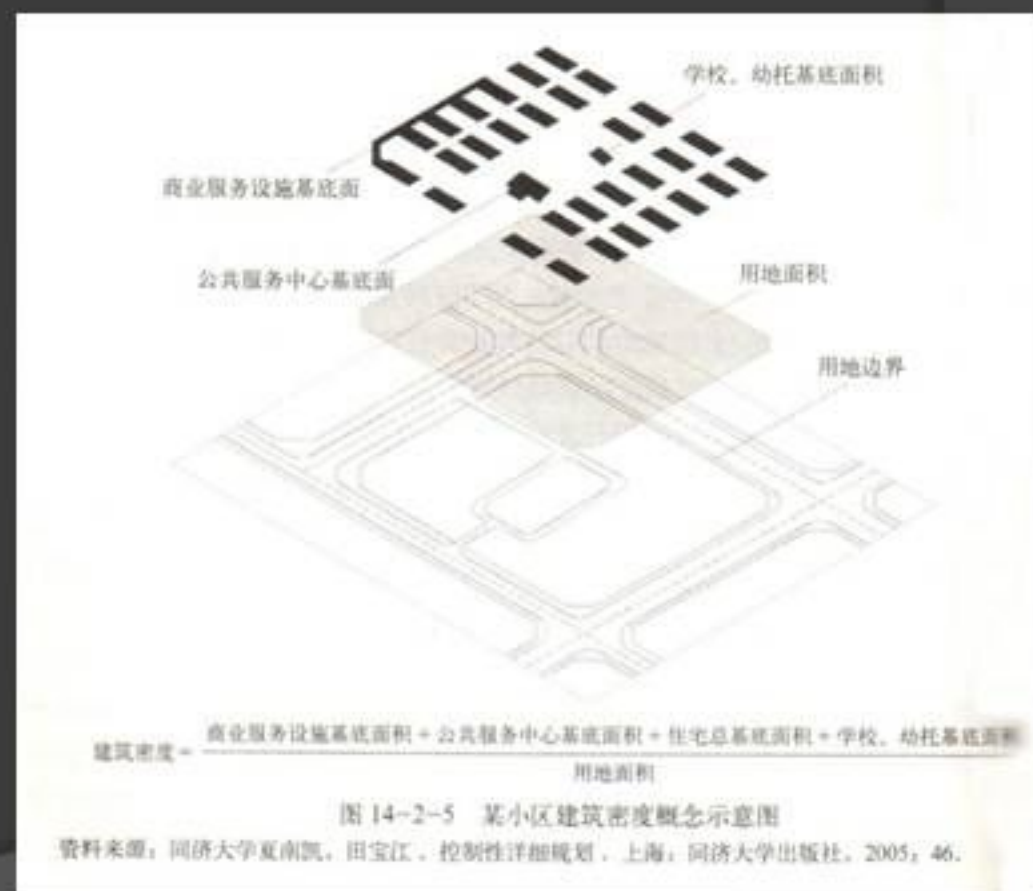 学校、幼托基底面积
商业服务设施基底面
公共服务中心基底面
用地面积
用地边界
建筑密度= 商业服务设施基底面积+公共服务中心基底面积+住宅总基底面积+学校、幼托基底面积
用地面积
图 14-2-5 某小区建筑密度概念示意图
资料来源：同济大学夏南凯、田宝江．控制性详细规划．上海：同济大学出版社，2005：46.